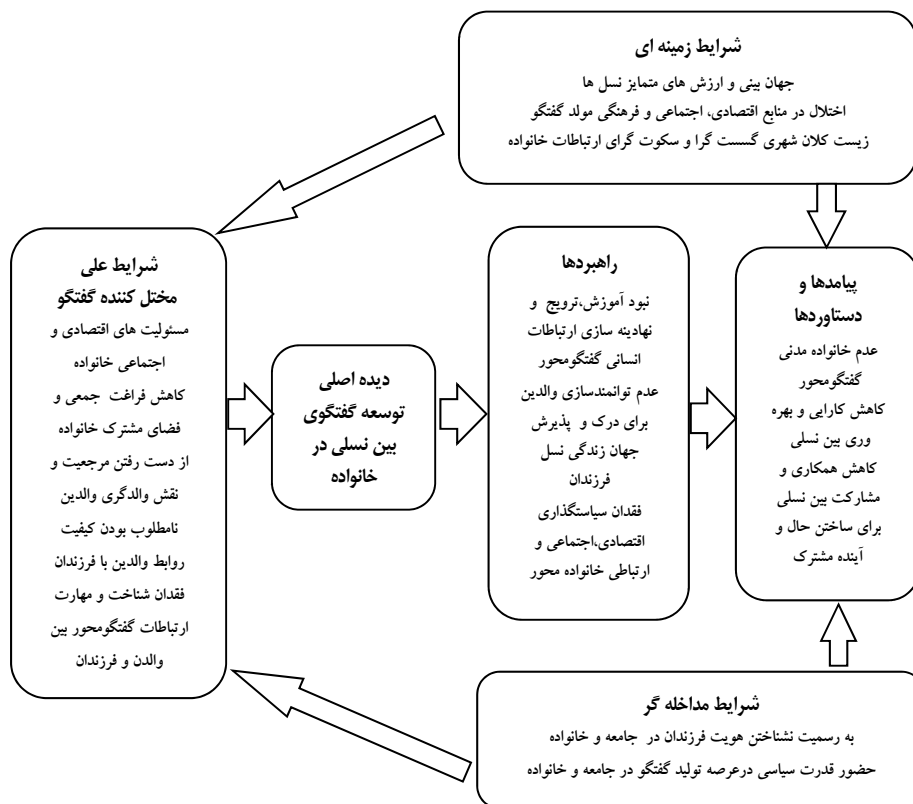 شرایط زمینه ای
جهان بینی و ارزش های متمایز نسل ها
اختلال در منابع اقتصادی، اجتماعی و فرهنگی مولد گفتگو
زیست کلان شهری گسست گرا و سکوت گرای ارتباطات خانواده
شرایط علی
مختل کننده گفتگو
مسئولیت های اقتصادی و
اجتماعی خانواده
کاهش فراغت جمعی و
فضای مشترک خانواده
از دست رفتن مرجعیت و
نقش والدگری والدین
نامطلوب بودن کیفیت
روابط والدین با فرزندان
فقدان شناخت و مهارت
ارتباطات گفتگومحور بین
والدن و فرزندان
دیده اصلی
توسعه گفتگوی
بین نسلی در
خانواده
راهبردها
نبود آموزش،ترویج و
نهادینه سازی ارتباطات
انسانی گفتگومحور
عدم توانمندسازی والدین
برای درک و پذیرش
جهان زندگی نسل
فرزندان
فقدان سیاستگذاری
اقتصادی،اجتماعی و
ارتباطی خانواده محور
پیامدها و
دستاوردها
عدم خانواده مدنی
گفتگومحور
کاهش کارایی و بهره
وری بین نسلی
کاهش همکاری و
مشارکت بین نسلی
برای ساختن حال و
آینده مشترک
شرایط مداخله گر
به رسمیت نشناختن هویت فرزندان در جامعه و خانواده
حضور قدرت سیاسی درعرصه تولید گفتگو در جامعه و خانواده